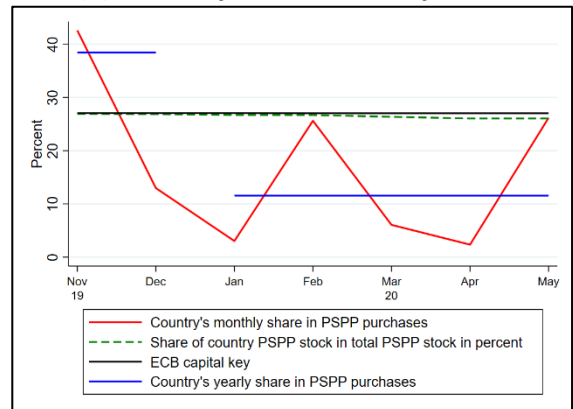 Percent
40
30
20
10
0
Nov Dec Jan Feb Mar Apr May
19 20
Country's monthly share in PSPP purchases
Share of country PSPP stock in total PSPP stock in percent
ECB capital key
Country's yearly share in PSPP purchases